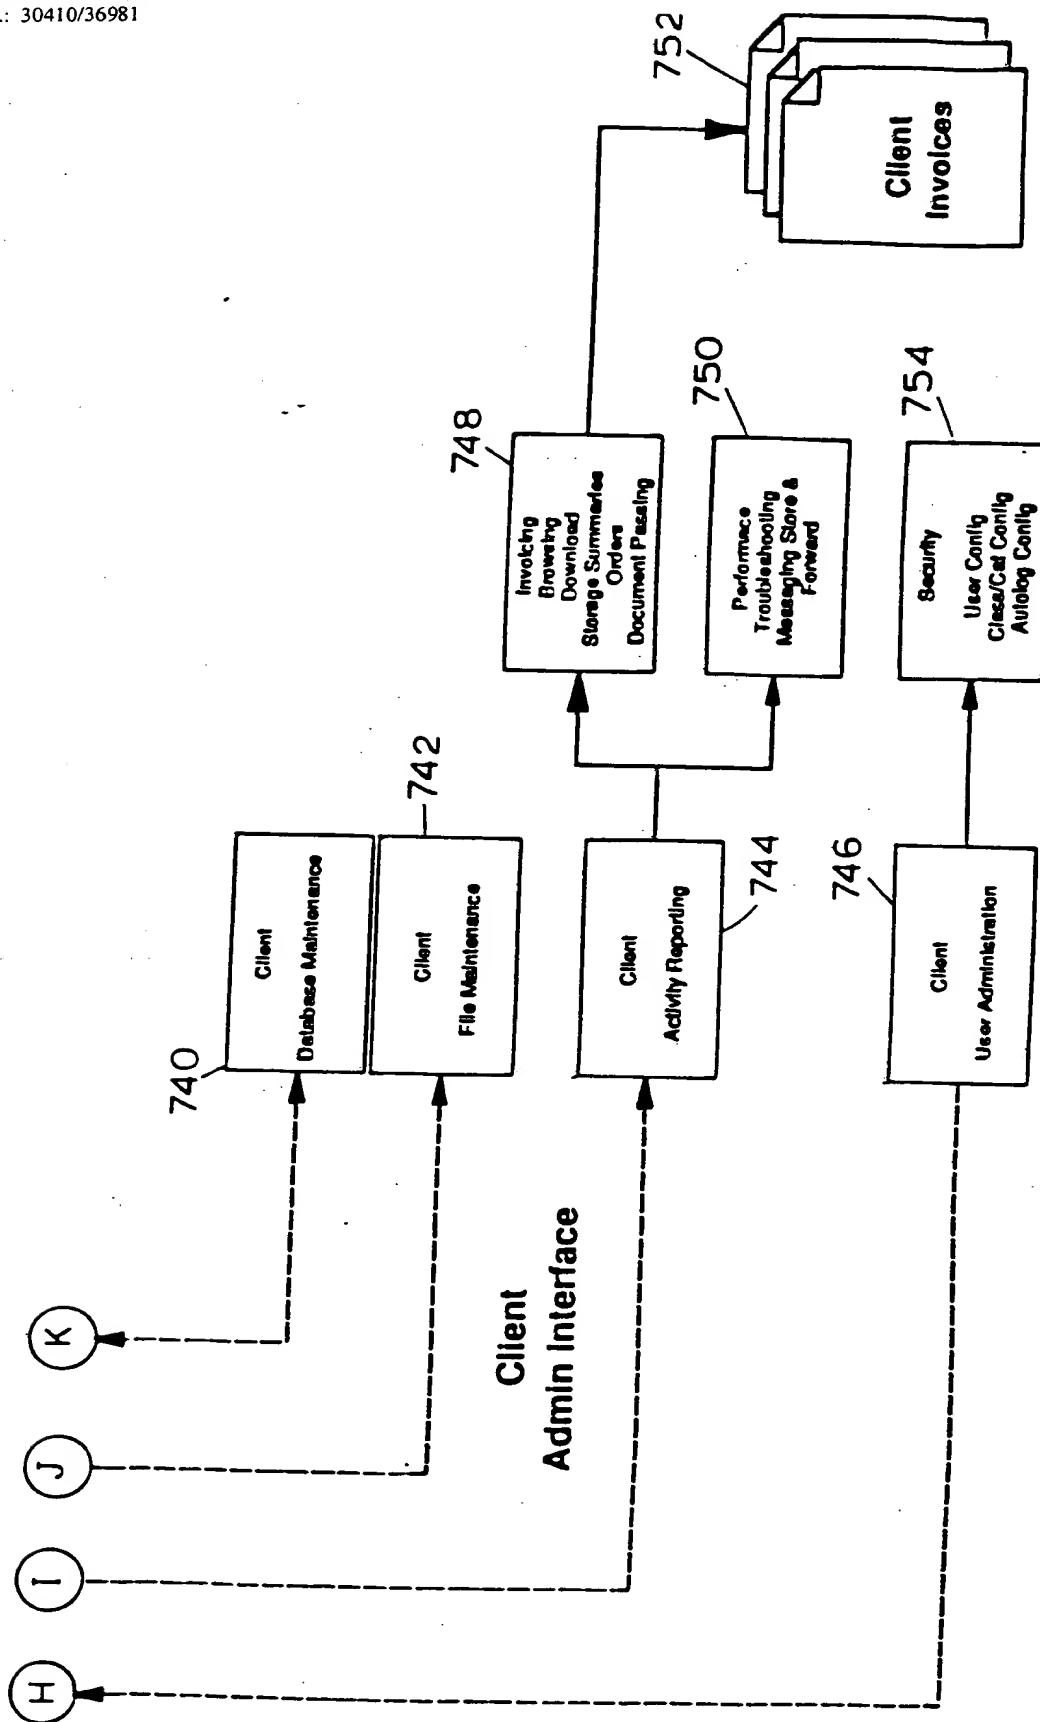 .: 30410/36981
K
J
I
H
Client
Admin Interface
740
Client
Database Maintenance
742
Client
File Maintenance
744
Client
Activity Reporting
746
Client
User Administration
748
Invoicing
Browsing
Download
Storage Summaries
Orders
Document Passing
750
Performace
Troubleshooting
Messaging Store &
Forward
754
Security
User Config
Class/Cat Config
Autolog Config
752
Client
Invoices